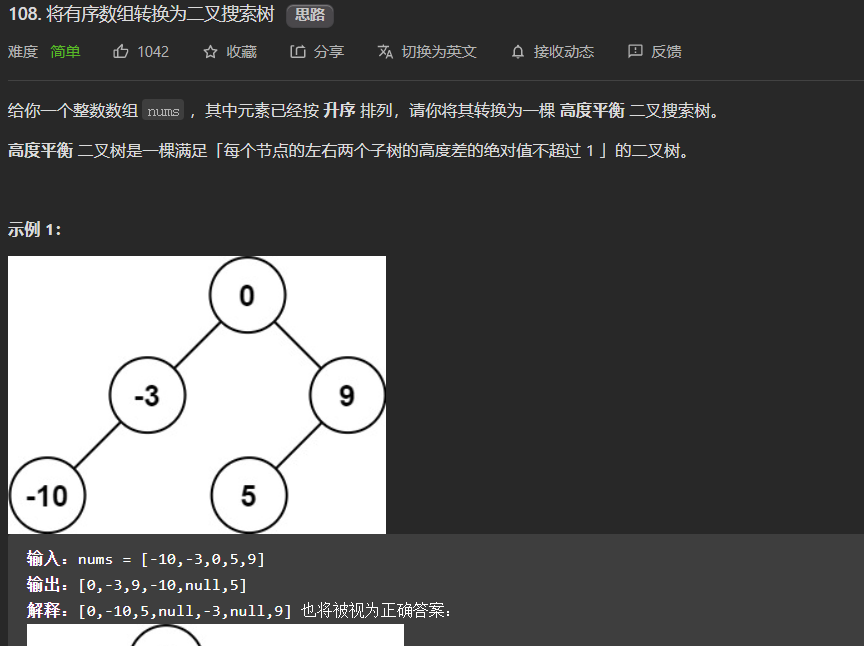 108. 将有序数组转换为二叉搜索树 思路
难度 简单 1042 收藏 分享 切换为英文 接收动态 反馈
给你一个整数数组 nums ，其中元素已经按 升序 排列，请你将其转换为一棵 高度平衡 二叉搜索树。
高度平衡 二叉树是一棵满足「每个节点的左右两个子树的高度差的绝对值不超过 1 」的二叉树。
示例 1：
0
-3 9
-10 5
输入：nums = [-10,-3,0,5,9]
输出：[0,-3,9,-10,null,5]
解释：[0,-10,5,null,-3,null,9] 也将被视为正确答案：